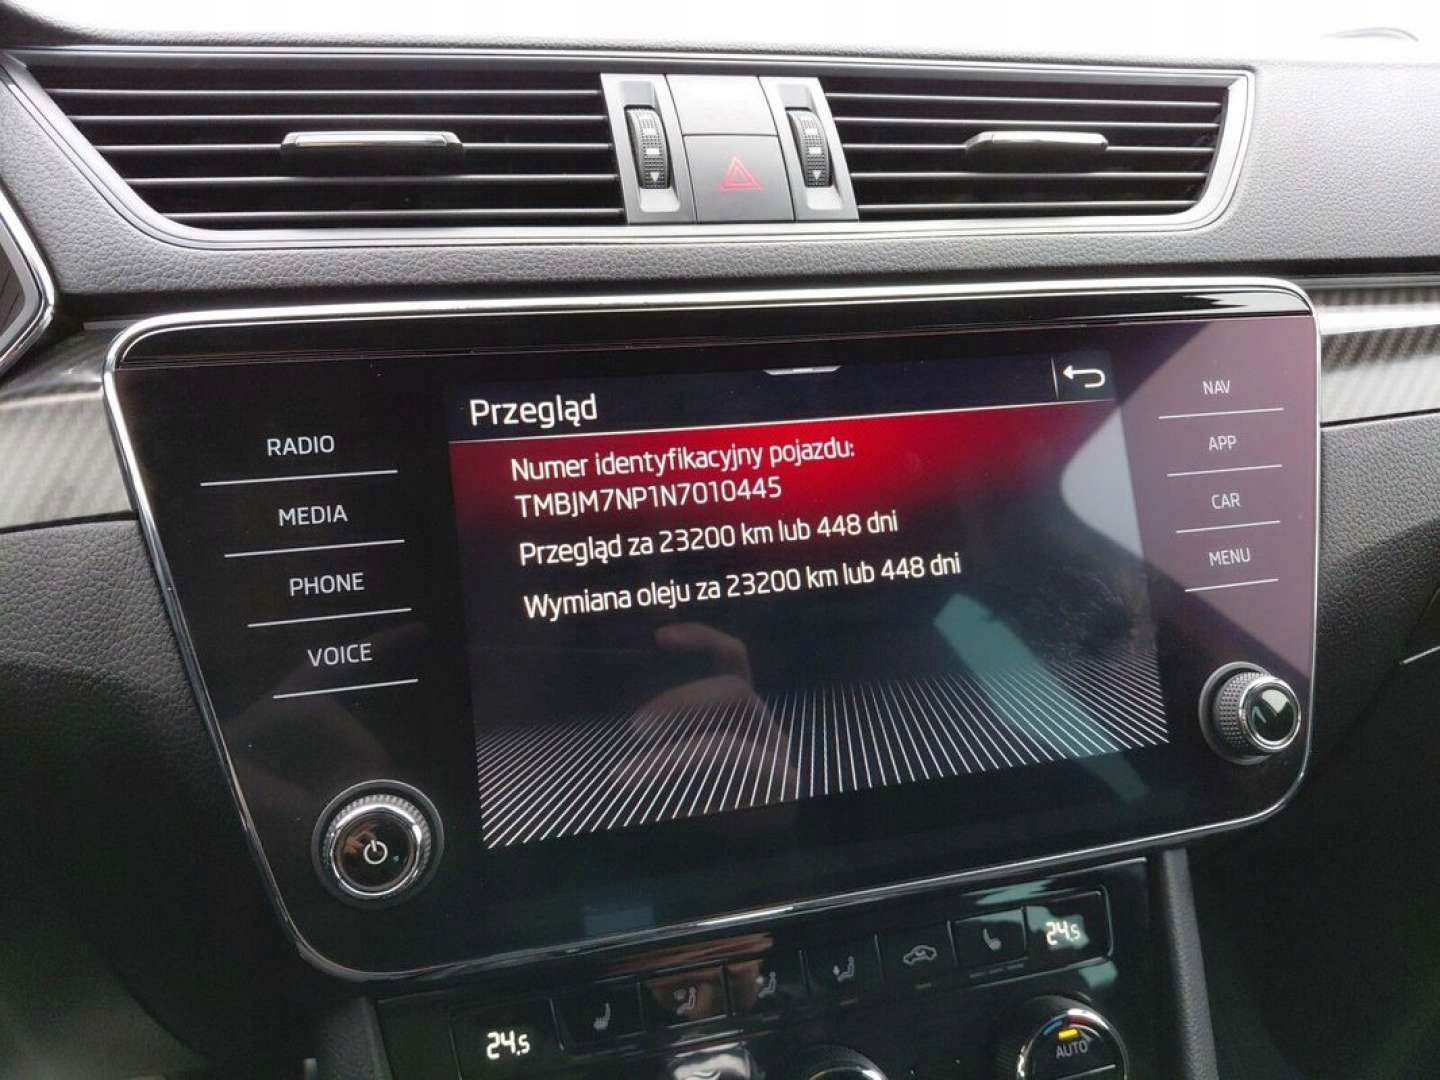 Przegląd
Numer identyfikacyjny pojazdu:
TMBJM7NP1N7010445
Przegląd za 23200 km lub 448 dni
Wymiana oleju za 23200 km lub 448 dni
RADIO
MEDIA
PHONE
VOICE
NAV
APP
CAR
MENU
24.5
24.5
AUTO